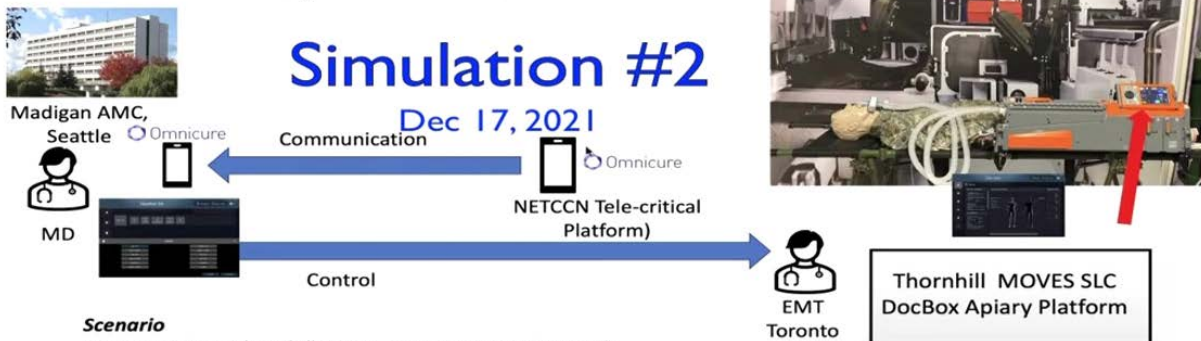 Simulation #2
Dec 17, 2021
Madigan AMC,
Seattle
Omnicure
Communication
Omnicure
MD
NETCCN Tele-critical
Platform)
Control
EMT
Toronto
Thornhill MOVES SLC
DocBox Apiary Platform
Scenario